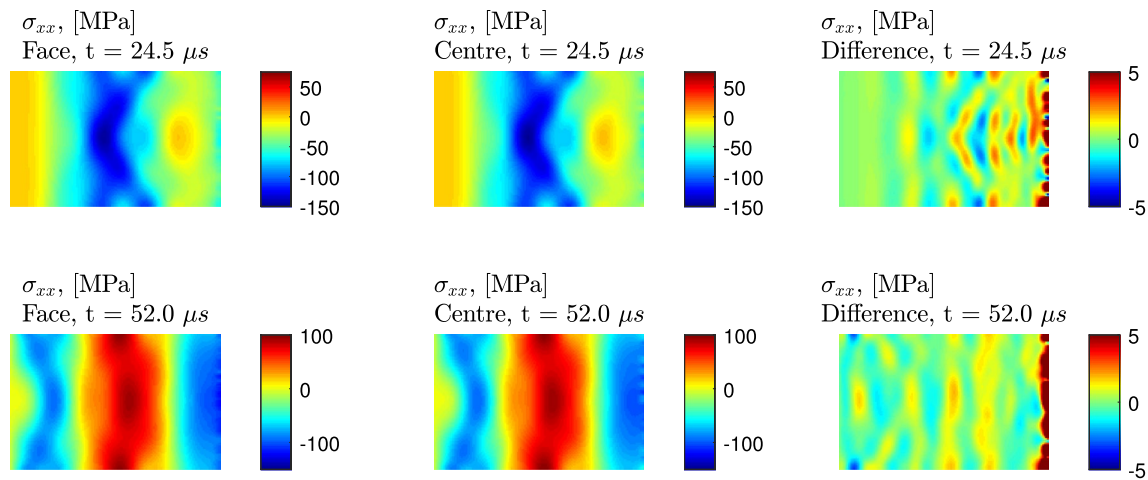 σxx, [MPa]
Face, t = 24.5 μs
50
0
-50
-100
-150
σxx, [MPa]
Centre, t = 24.5 μs
50
0
-50
-100
-150
σxx, [MPa]
Difference, t = 24.5 μs
5
0
-5
σxx, [MPa]
Face, t = 52.0 μs
100
0
-100
σxx, [MPa]
Centre, t = 52.0 μs
100
0
-100
σxx, [MPa]
Difference, t = 52.0 μs
5
0
-5